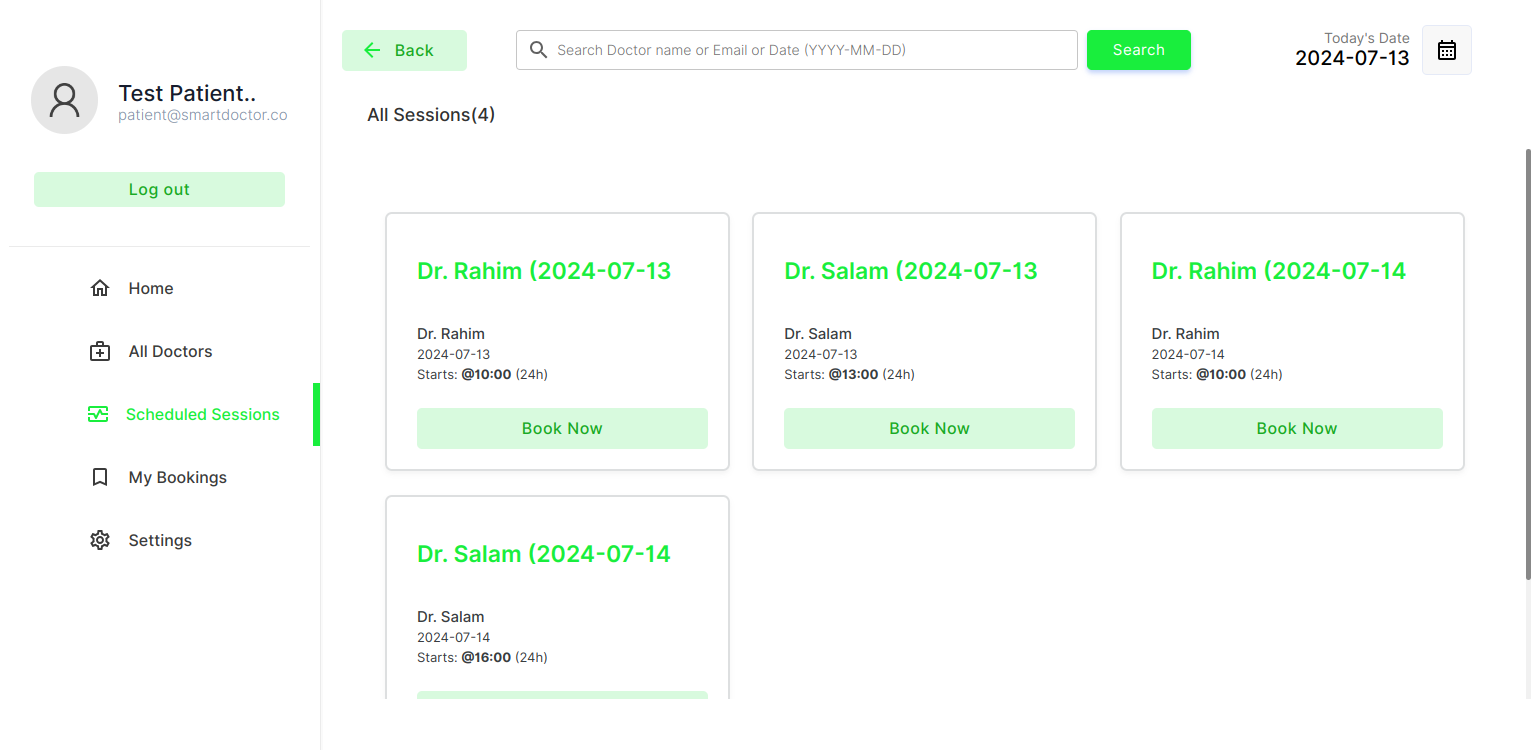 Test Patient..
patient@smartdoctor.co
Log out
Home
All Doctors
Scheduled Sessions
My Bookings
Settings
Back
Search Doctor name or Email or Date (YYYY-MM-DD)
Search
Today's Date
2024-07-13
All Sessions(4)
Dr. Rahim (2024-07-13
Dr. Rahim
2024-07-13
Starts: @10:00 (24h)
Book Now
Dr. Salam (2024-07-13
Dr. Salam
2024-07-13
Starts: @13:00 (24h)
Book Now
Dr. Rahim (2024-07-14
Dr. Rahim
2024-07-14
Starts: @10:00 (24h)
Book Now
Dr. Salam (2024-07-14
Dr. Salam
2024-07-14
Starts: @16:00 (24h)